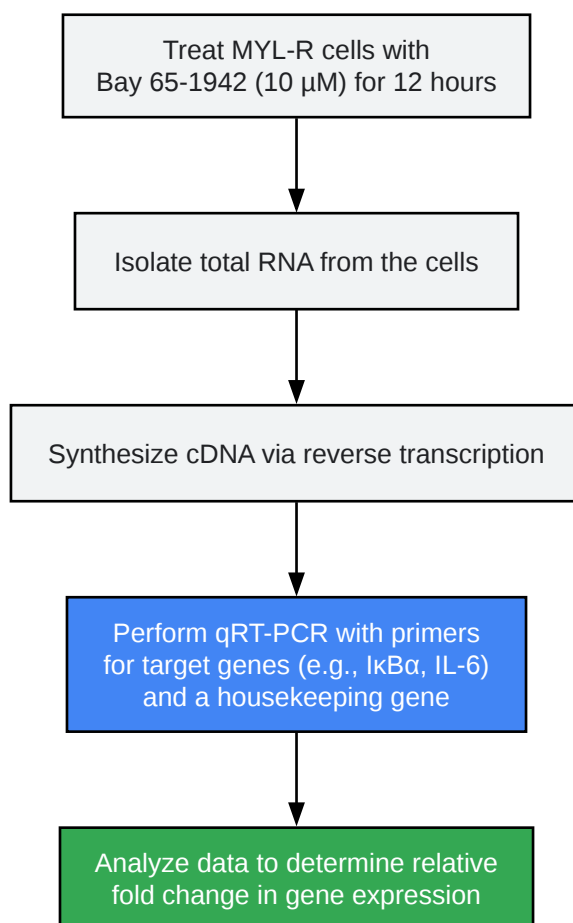 Treat MYL-R cells with
Bay 65-1942 (10 µM) for 12 hours
Isolate total RNA from the cells
Synthesize cDNA via reverse transcription
Perform qRT-PCR with primers
for target genes (e.g., IκBα, IL-6)
and a housekeeping gene
Analyze data to determine relative
fold change in gene expression